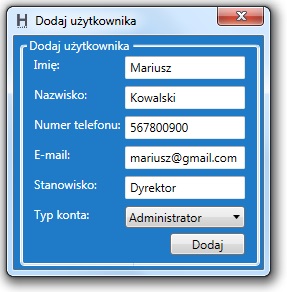 H Dodaj użytkownika
Dodaj użytkownika
Imię: Mariusz
Nazwisko: Kowalski
Numer telefonu: 567800900
E-mail: mariusz@gmail.com
Stanowisko: Dyrektor
Typ konta: Administrator
Dodaj